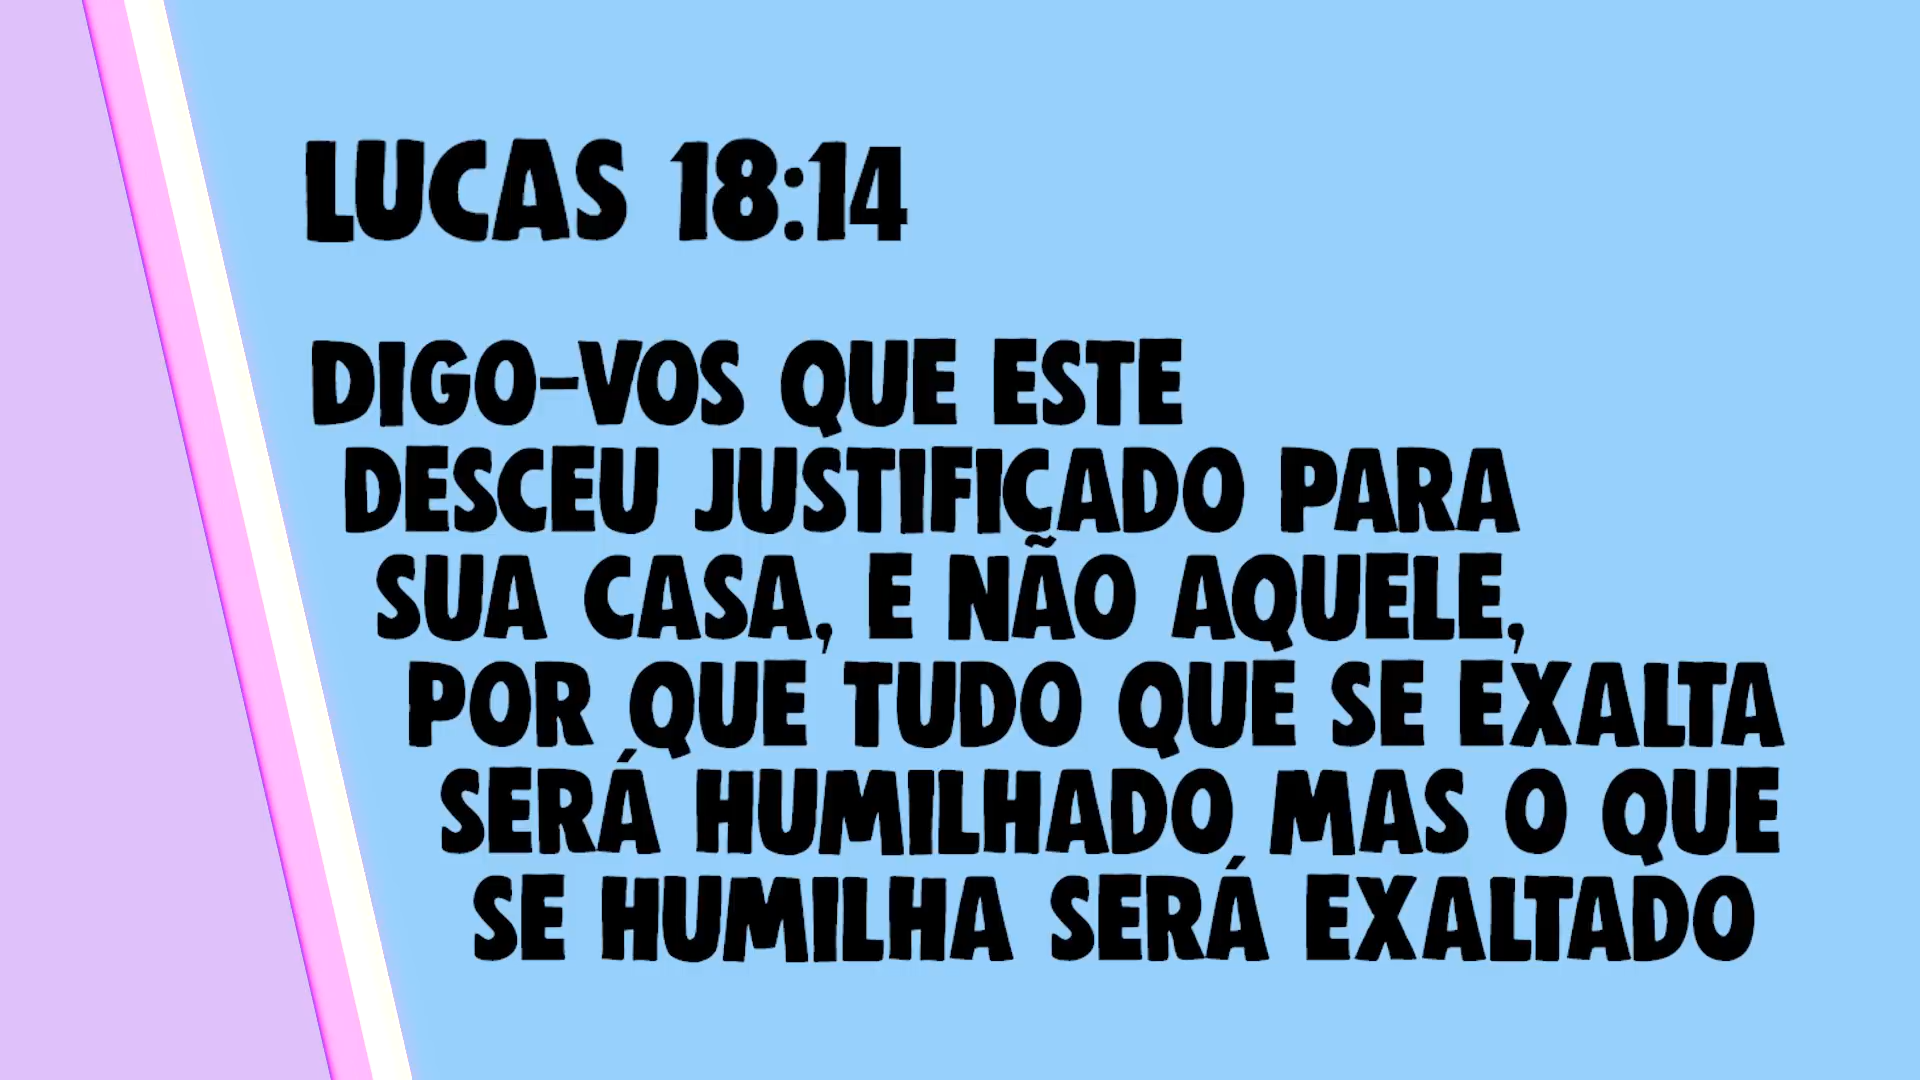 LUCAS 18:14
DIGO-VOS QUE ESTE
DESCEU JUSTIFICADO PARA
SUA CASA, E NÃO AQUELE,
POR QUE TUDO QUE SE EXALTA
SERÁ HUMILHADO MAS O QUE
SE HUMILHA SERÁ EXALTADO